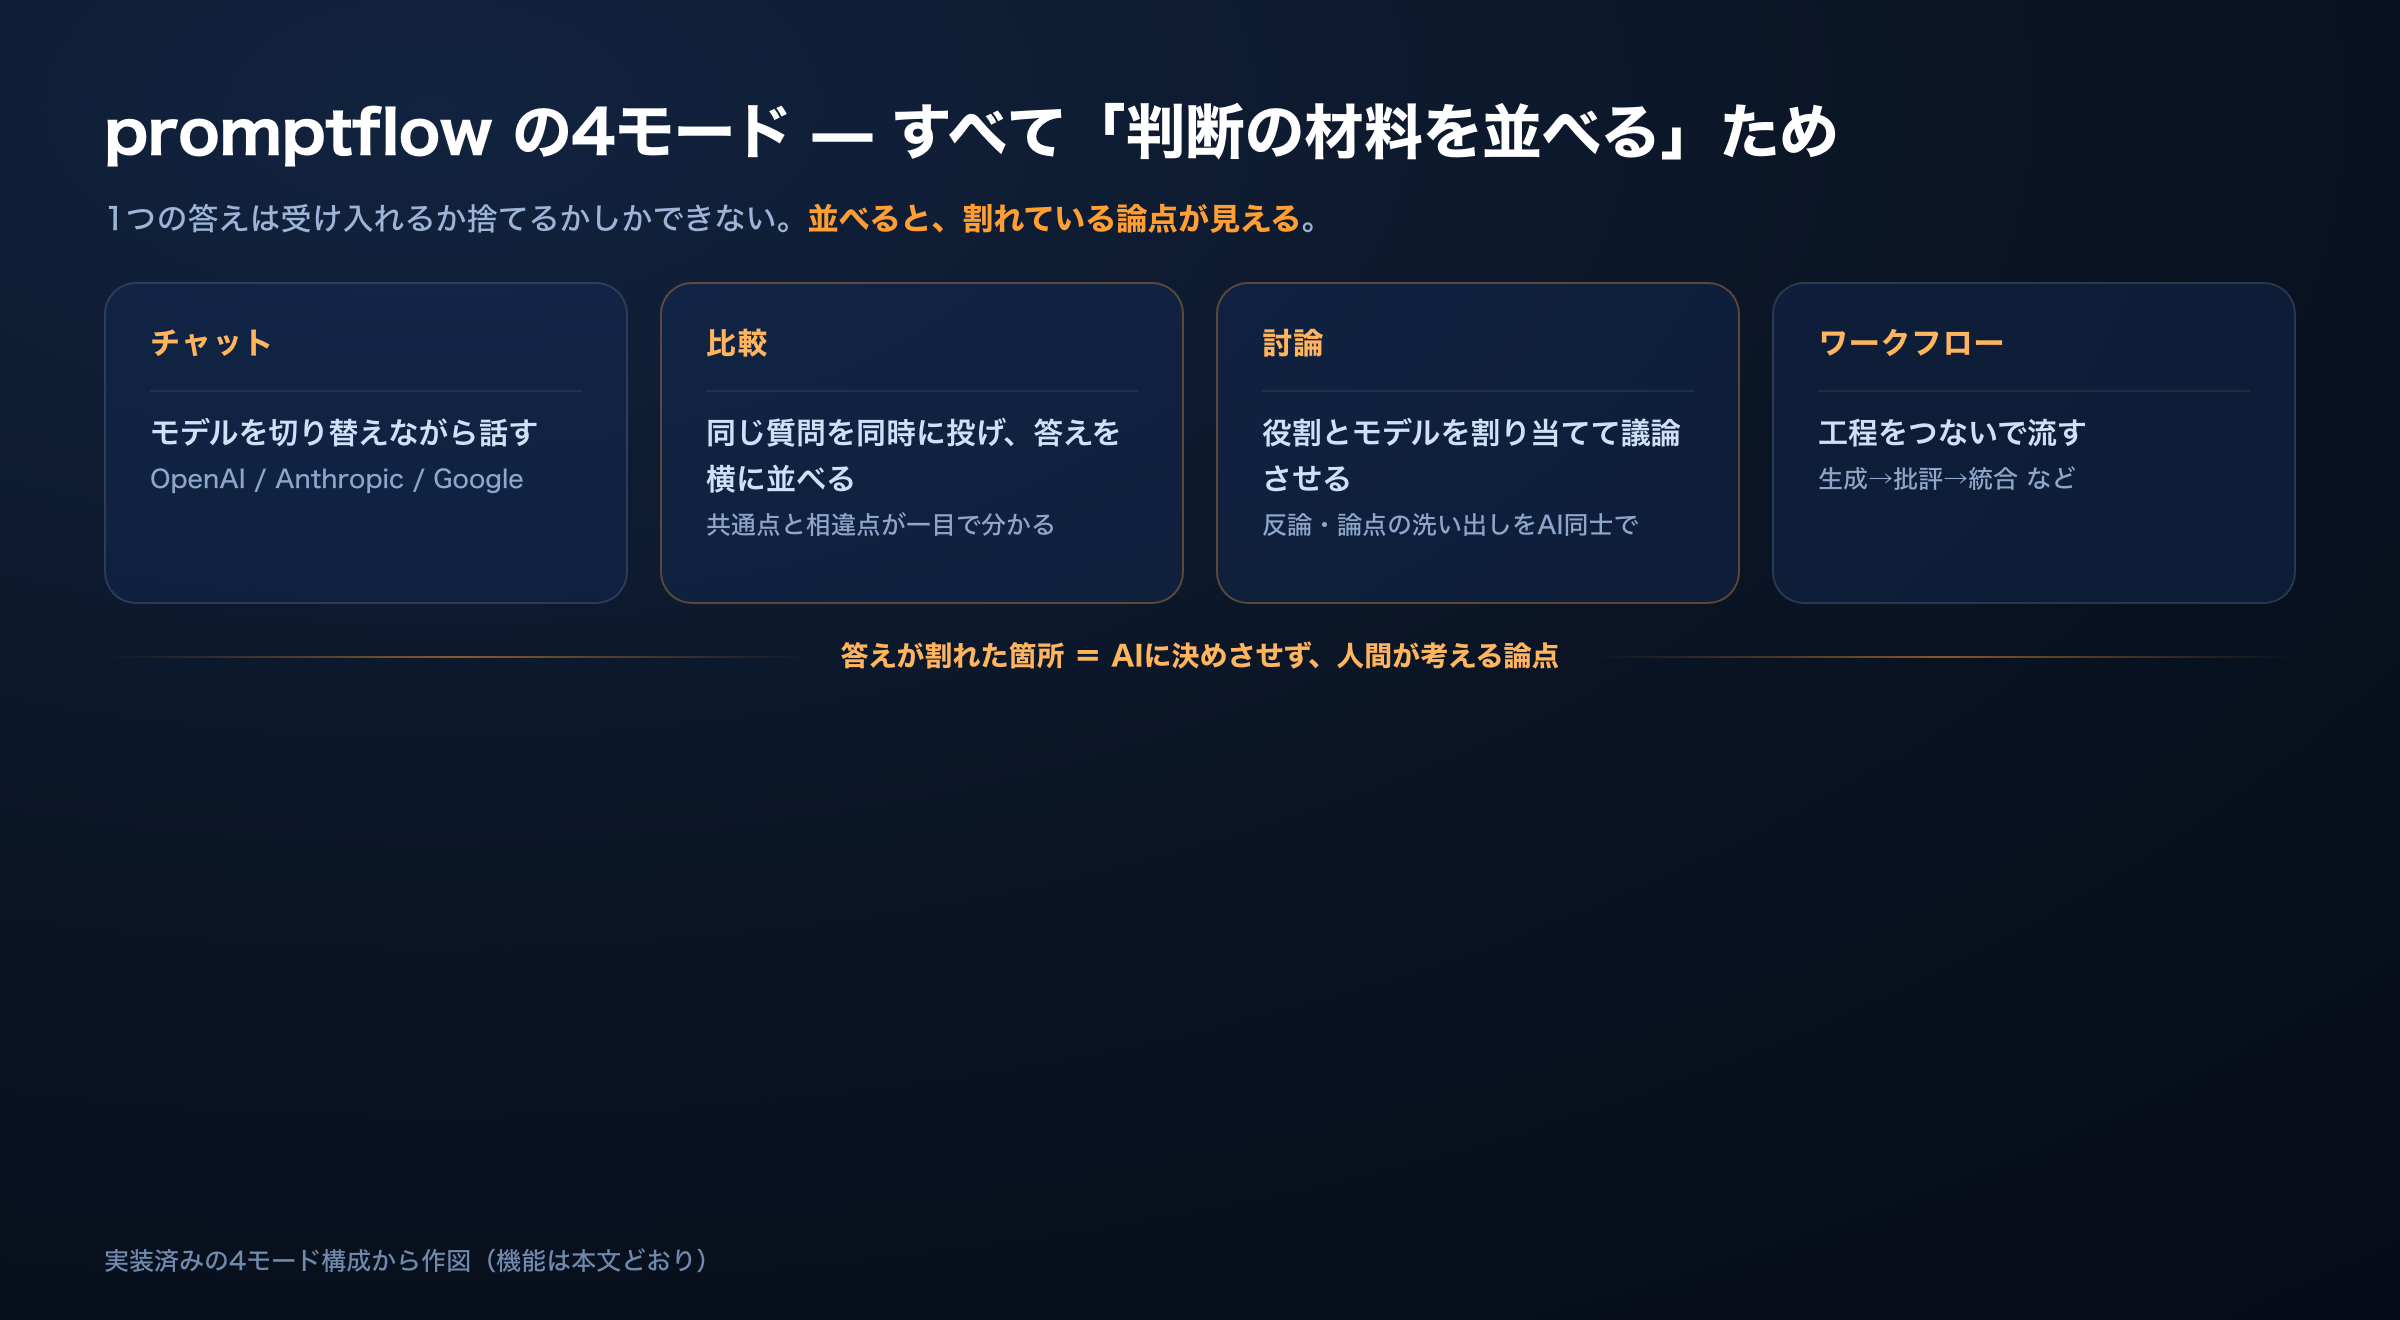 promptflow の4モード — すべて「判断の材料を並べる」ため
1つの答えは受け入れるか捨てるかしかできない。並べると、割れている論点が見える。
チャット
モデルを切り替えながら話す
OpenAI / Anthropic / Google
比較
同じ質問を同時に投げ、答えを
横に並べる
共通点と相違点が一目で分かる
討論
役割とモデルを割り当てて議論
させる
反論・論点の洗い出しをAI同士で
ワークフロー
工程をつないで流す
生成→批評→統合 など
答えが割れた箇所 = AIに決めさせず、人間が考える論点
実装済みの4モード構成から作図（機能は本文どおり）